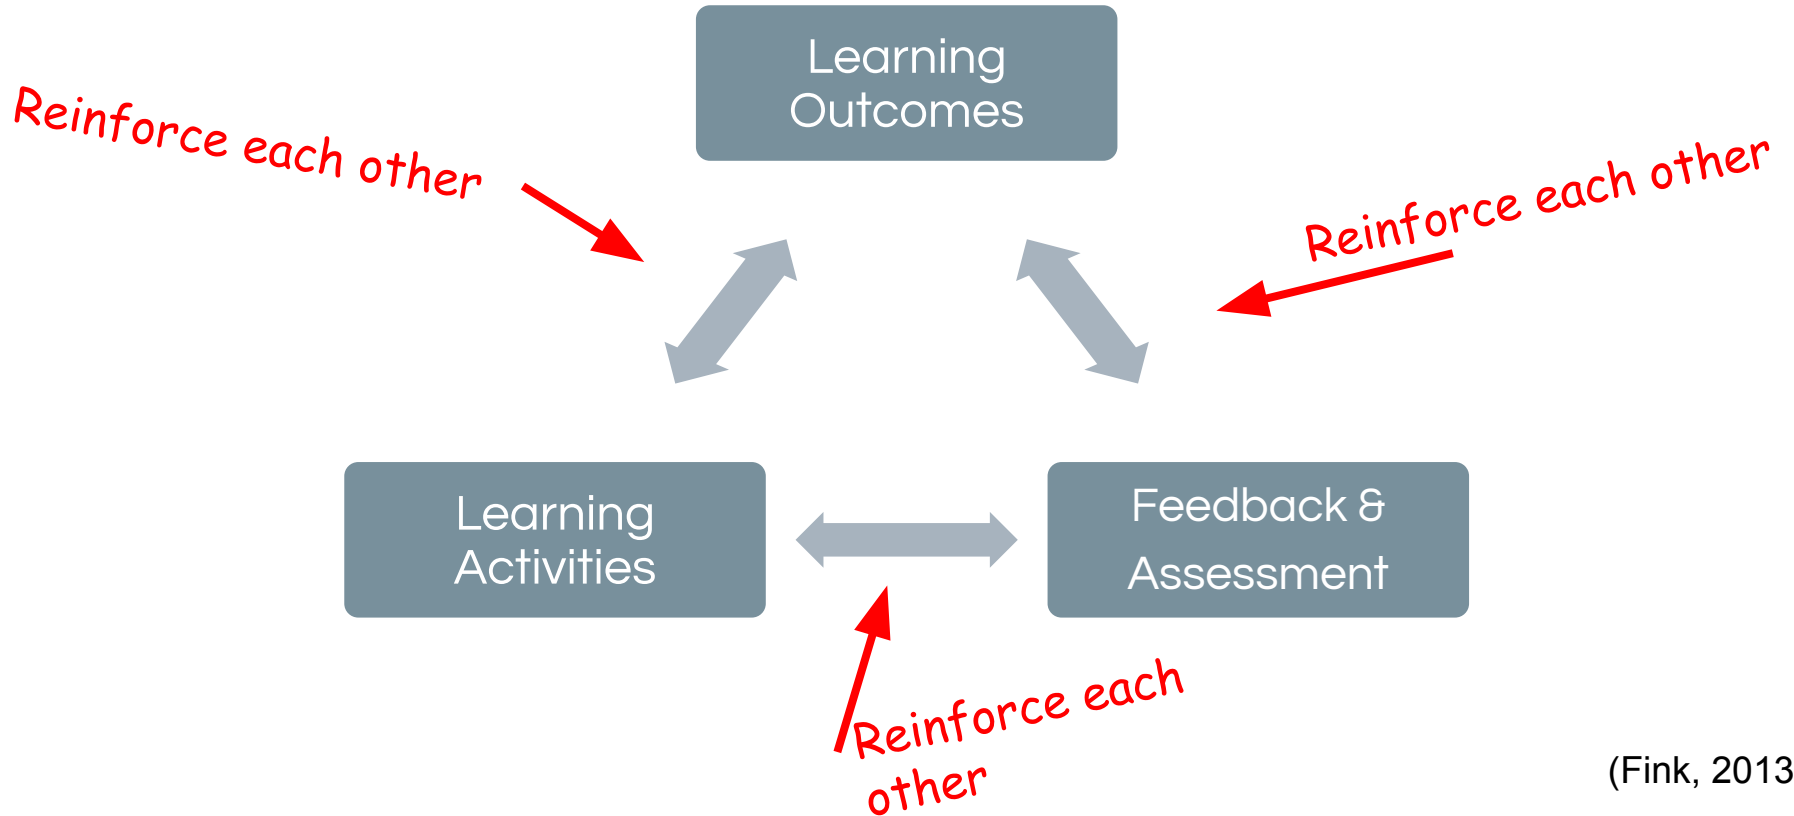 Learning
Outcomes
Reinforce each other
Reinforce each other
Learning
Activities
Feedback &
Assessment
Reinforce each
other
(Fink, 2013